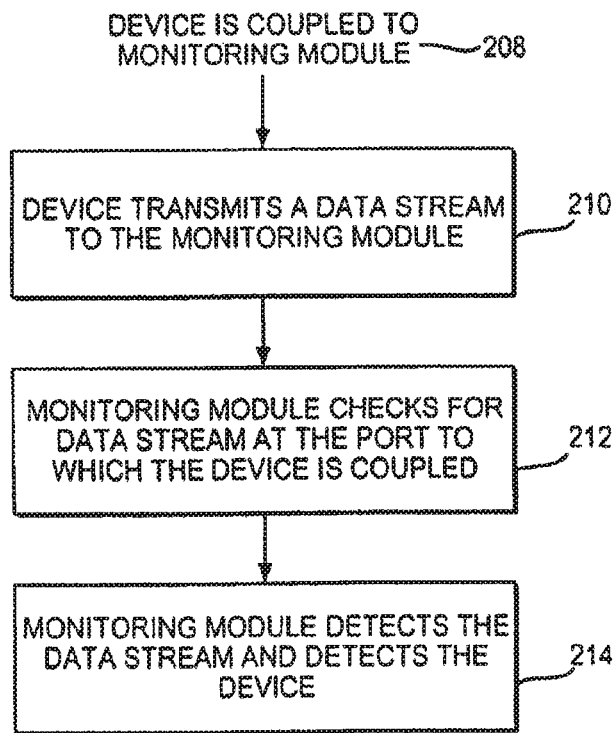 DEVICE IS COUPLED TO
MONITORING MODULE 208
DEVICE TRANSMITS A DATA STREAM
TO THE MONITORING MODULE
210
MONITORING MODULE CHECKS FOR
DATA STREAM AT THE PORT TO
WHICH THE DEVICE IS COUPLED
212
MONITORING MODULE DETECTS THE
DATA STREAM AND DETECTS THE
DEVICE
214